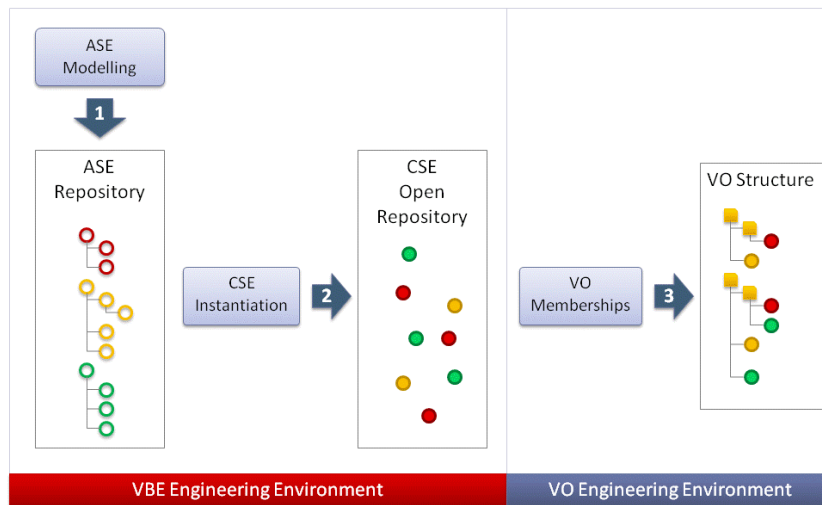 ASE
Modelling
1
ASE
Repository
CSE
Instantiation
2
CSE
Open
Repository
VO
Memberships
3
VO Structure
VBE Engineering Environment
VO Engineering Environment